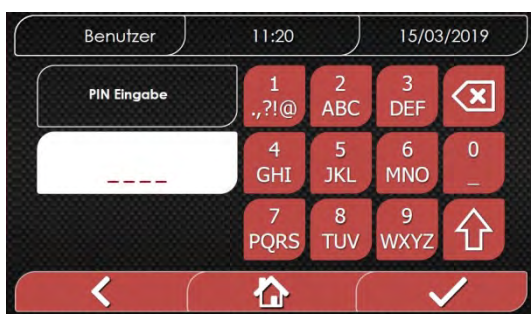 Benutzer 11:20 15/03/2019
PIN Eingabe
_ _ _ _
1 2 3
.,?!@ ABC DEF
4 5 6 0
GHI JKL MNO _
7 8 9
PQRS TUV WXYZ